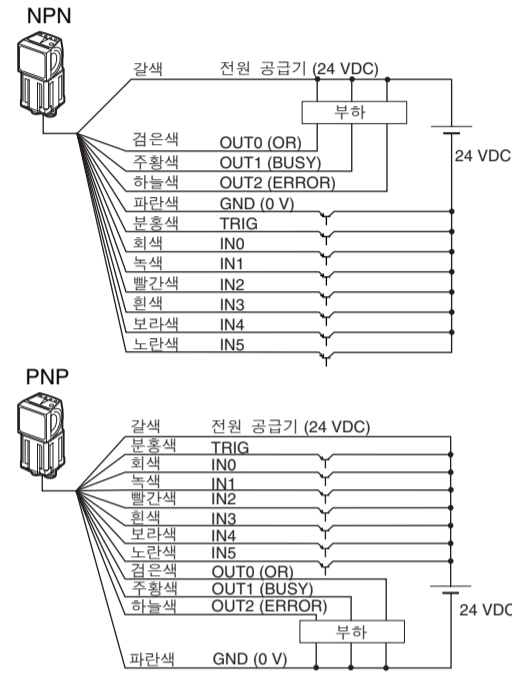 NPN
갈색 전원 공급기 (24 VDC)
부하
24 VDC
검은색 OUT0 (OR)
주황색 OUT1 (BUSY)
하늘색 OUT2 (ERROR)
파란색 GND (0 V)
분홍색 TRIG
회색 IN0
녹색 IN1
빨간색 IN2
흰색 IN3
보라색 IN4
노란색 IN5
PNP
갈색 전원 공급기 (24 VDC)
분홍색 TRIG
회색 IN0
녹색 IN1
빨간색 IN2
흰색 IN3
보라색 IN4
노란색 IN5
검은색 OUT0 (OR)
주황색 OUT1 (BUSY)
하늘색 OUT2 (ERROR)
24 VDC
부하
파란색 GND (0 V)